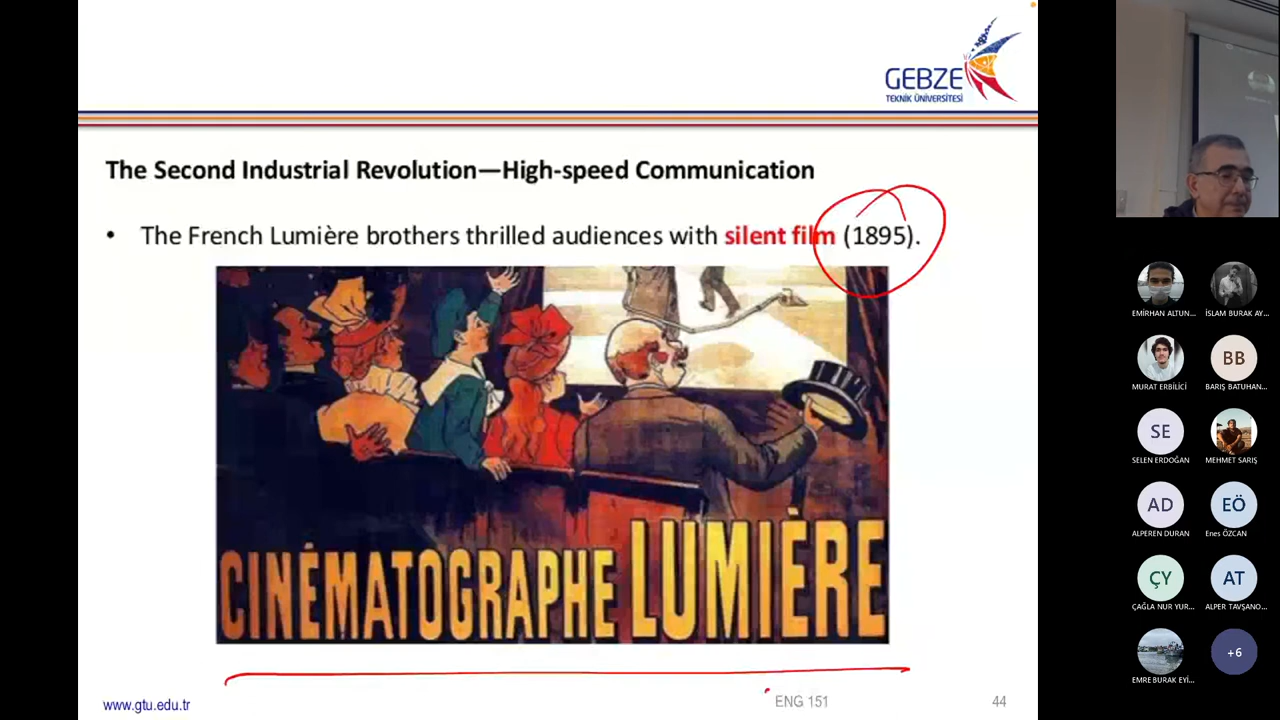 GEBZE
TEKNİK ÜNİVERSİTESİ
The Second Industrial Revolution—High-speed Communication
• The French Lumière brothers thrilled audiences with silent film (1895).
CINÉMATOGRAPHE LUMIÈRE
www.gtu.edu.tr
ENG 151
44
EMİRHAN ALTUN...
İSLAM BURAK AY...
MURAT ERBİLİCİ
BB
BARIŞ BATUHAN...
SE
SELEN ERDOĞAN
MEHMET SARIŞ
AD
ALPEREN DURAN
EÖ
Enes ÖZCAN
ÇY
ÇAĞLA NUR YUR...
AT
ALPER TAVŞANO...
EMRE BURAK EYİ...
+6